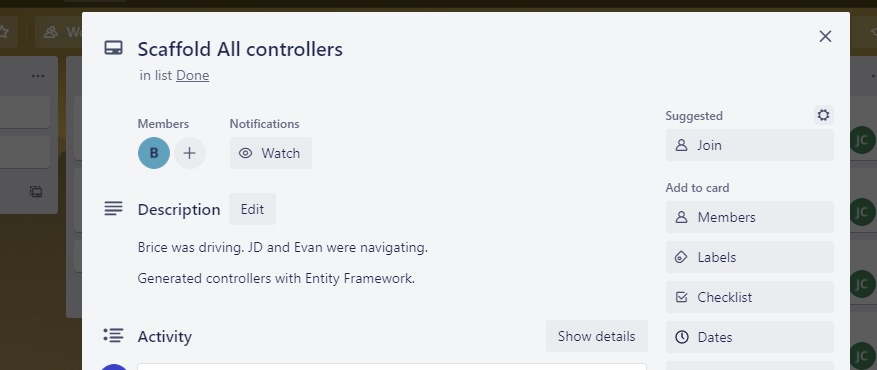 Scaffold All controllers
in list Done
Members
Notifications
B
Watch
Description
Edit
Brice was driving. JD and Evan were navigating.
Generated controllers with Entity Framework.
Activity
Show details
Suggested
Join
Add to card
Members
Labels
Checklist
Dates
JC
JC
JC
JC